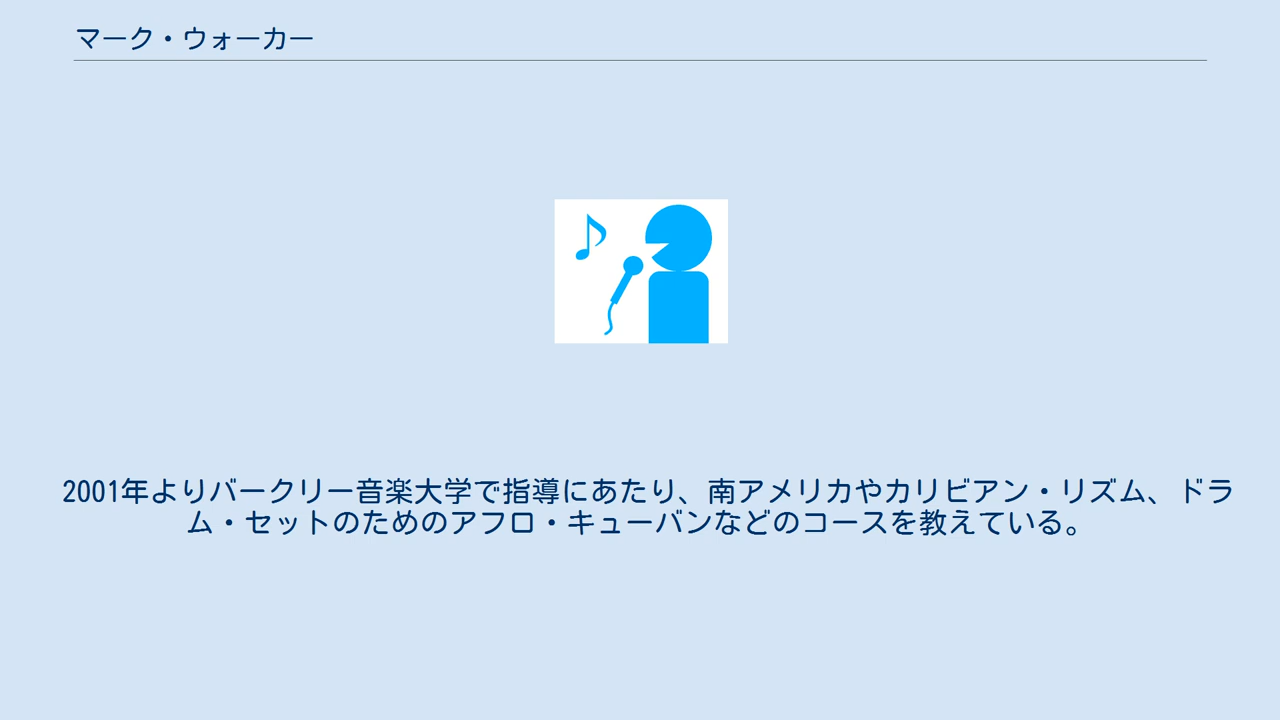 マーク・ウォーカー
2001年よりバークリー音楽大学で指導にあたり、南アメリカやカリビアン・リズム、ドラ
ム・セットのためのアフロ・キューバンなどのコースを教えている。